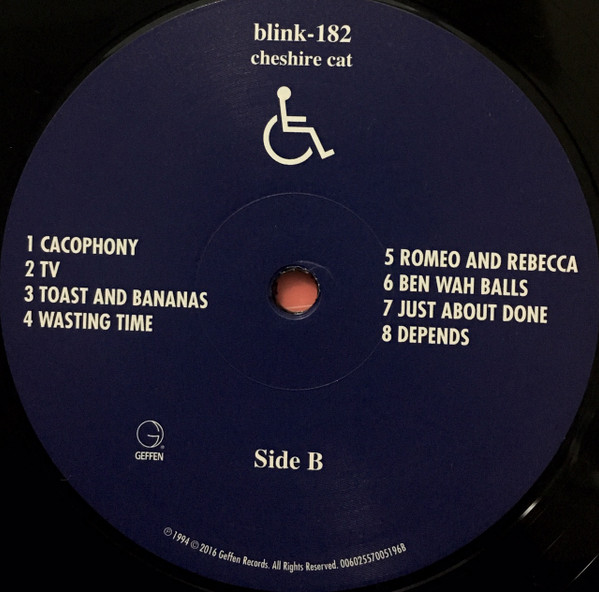 blink-182
cheshire cat
1 CACOPHONY
2 TV
3 TOAST AND BANANAS
4 WASTING TIME
5 ROMEO AND REBECCA
6 BEN WAH BALLS
7 JUST ABOUT DONE
8 DEPENDS
G
GEFFEN
Side B
℗ 1994 © 2016 Geffen Records. All Rights Reserved. 00602557005196B